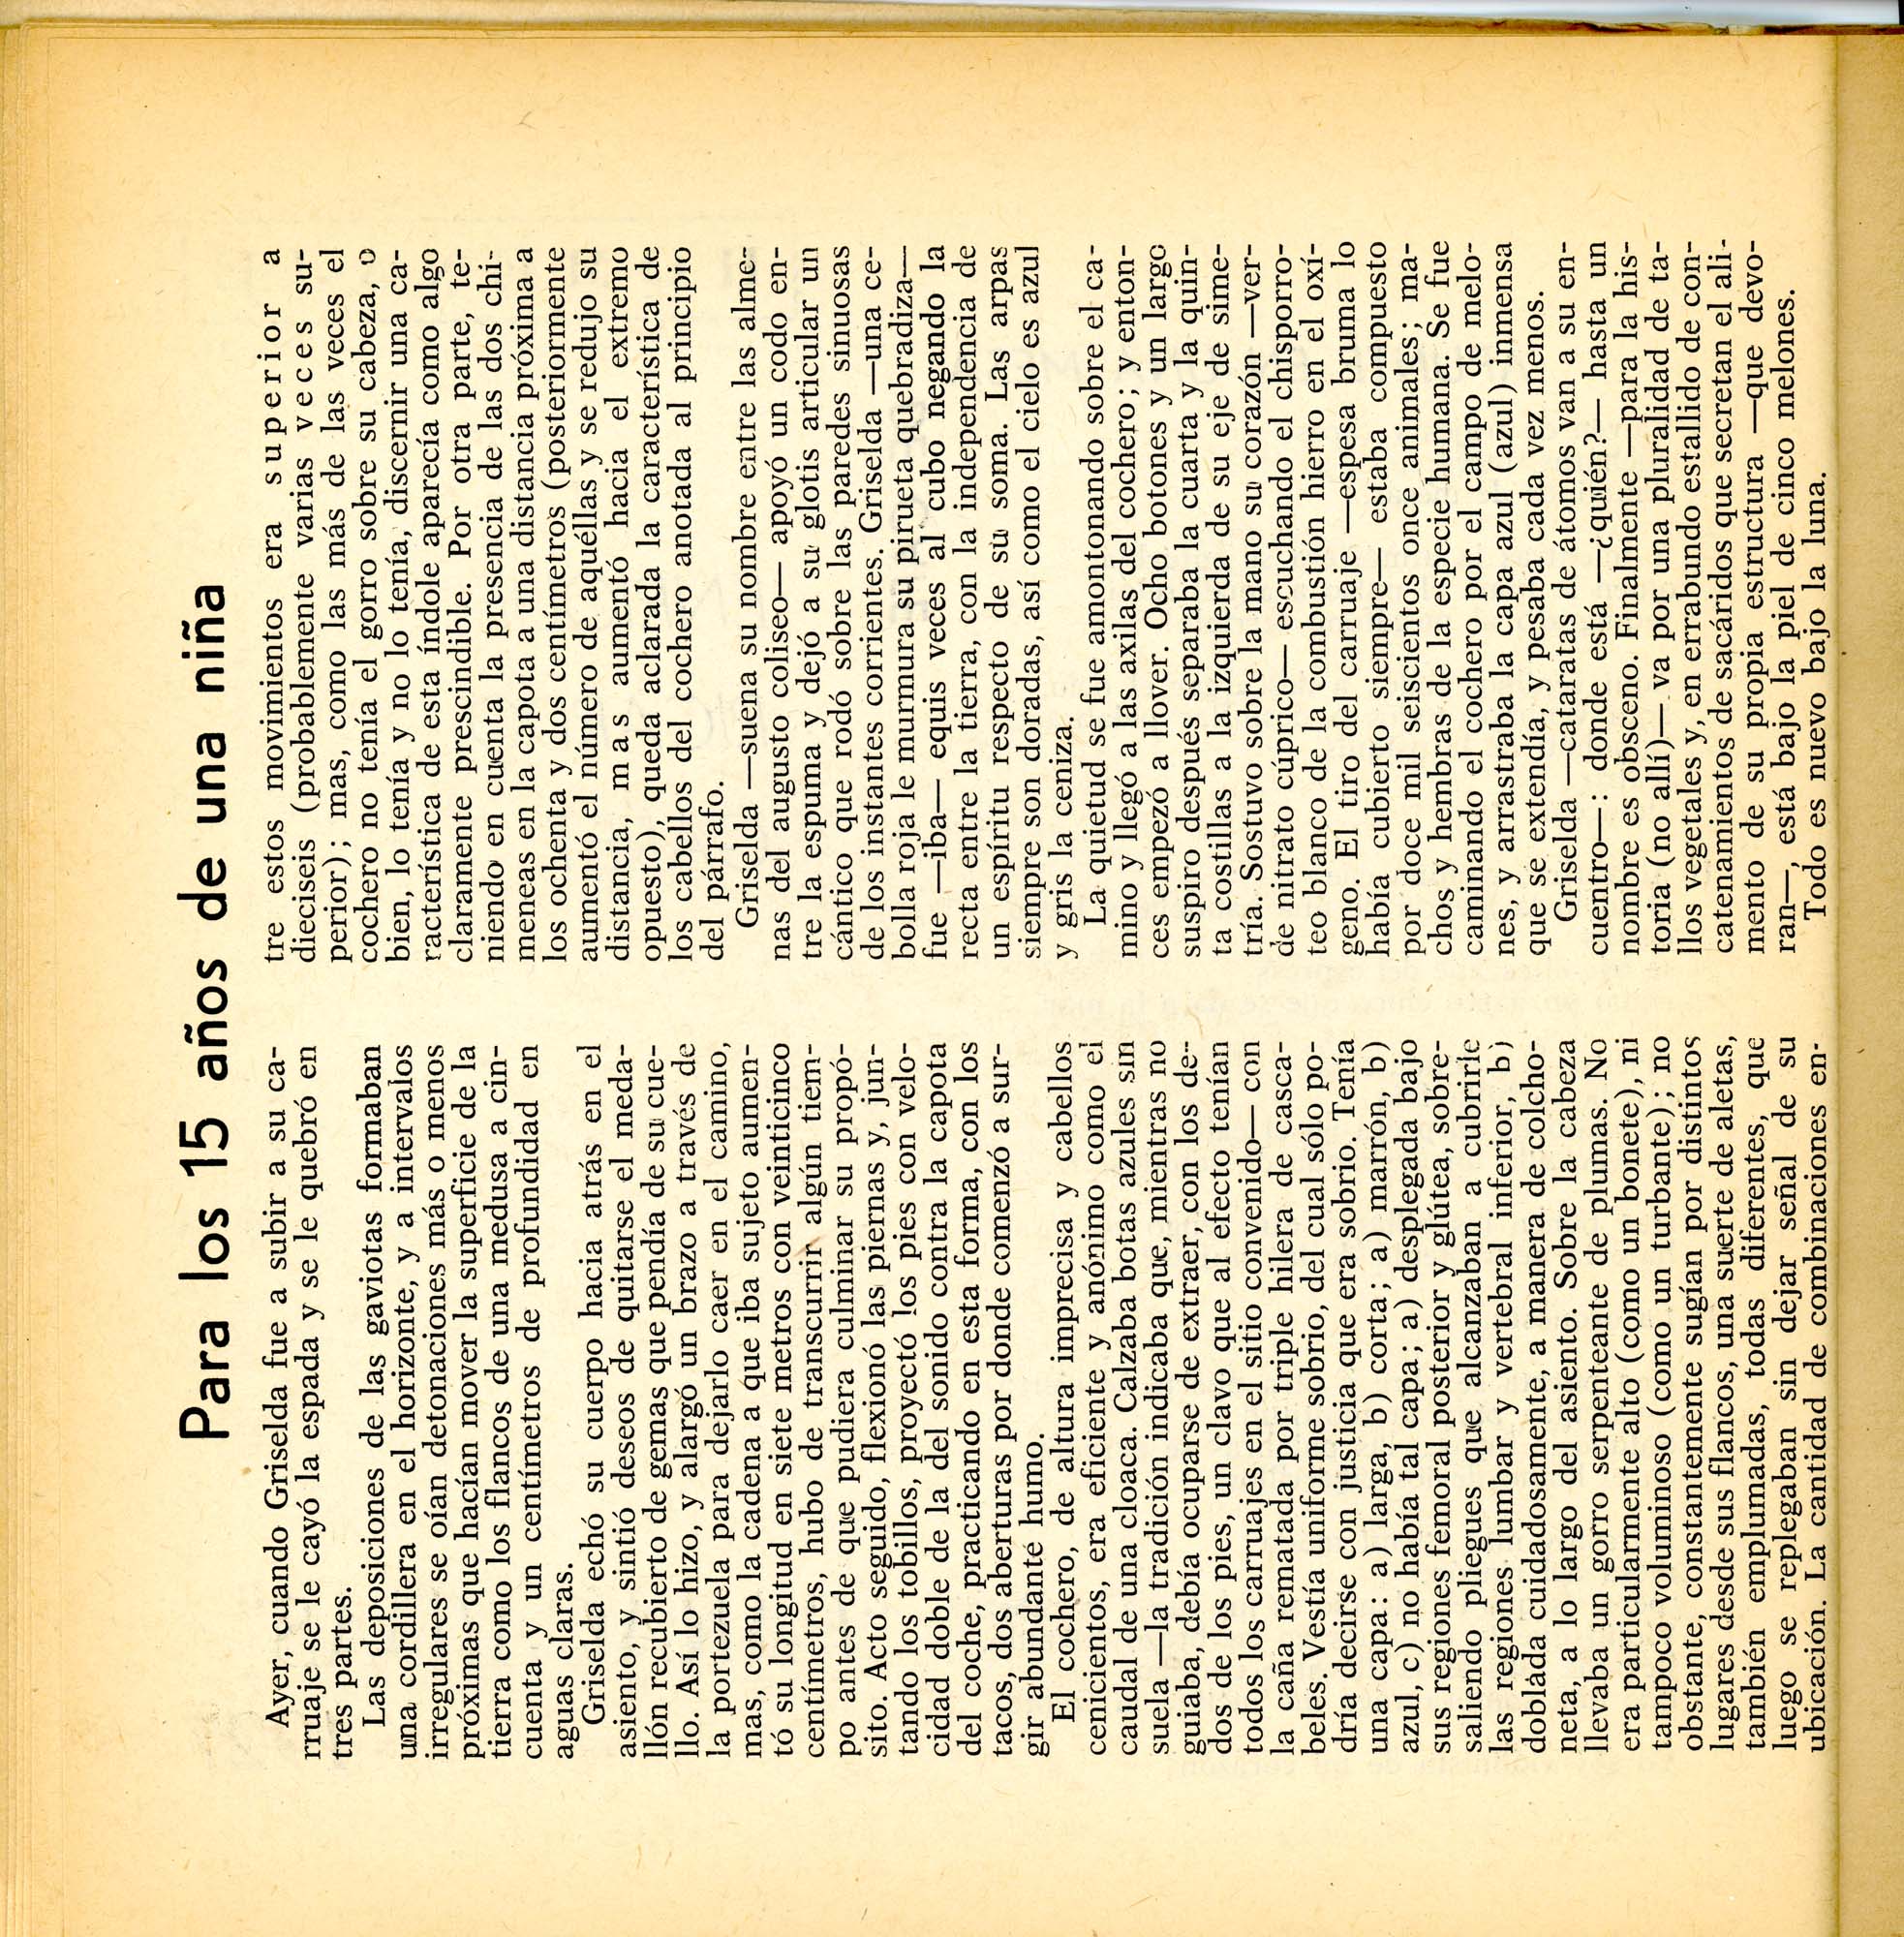 Para los 15 años de una niña
Ayer, cuando Griselda fue a subir a su ca-
rruaje se le cayó la espada y se le quebró en
tres partes.
Las deposiciones de las gaviotas formaban
una cordillera en el horizonte, y a intervalos
irregulares se oían detonaciones más o menos
próximas que hacían mover la superficie de la
tierra como los flancos de una medusa a cin-
cuenta y un centímetros de profundidad en
aguas claras.
Griselda echó su cuerpo hacia atrás en el
asiento, y sintió deseos de quitarse el meda-
llón recubierto de gemas que pendía de su cue-
llo. Así lo hizo, y alargó un brazo a través de
la portezuela para dejarlo caer en el camino,
mas, como la cadena a que iba sujeto aumen-
tó su longitud en siete metros con veinticinco
centímetros, hubo de transcurrir algún tiem-
po antes de que pudiera culminar su propó-
sito. Acto seguido, flexionó las piernas y, jun-
tando los tobillos, proyectó los pies con velo-
cidad doble de la del sonido contra la capota
del coche, practicando en esta forma, con los
tacos, dos aberturas por donde comenzó a sur-
gir abundante humo.
El cochero, de altura imprecisa y cabellos
cenicientos, era eficiente y anónimo como el
caudal de una cloaca. Calzaba botas azules sin
suela —la tradición indicaba que, mientras no
guiaba, debía ocuparse de extraer, con los de-
dos de los pies, un clavo que al efecto tenían
todos los carruajes en el sitio convenido— con
la caña rematada por triple hilera de casca-
beles. Vestía uniforme sobrio, del cual sólo po-
dría decirse con justicia que era sobrio. Tenía
una capa: a) larga, b) corta; a) marrón, b)
azul, c) no había tal capa; a) desplegada bajo
sus regiones femoral posterior y glútea, sobre-
saliendo pliegues que alcanzaban a cubrirle
las regiones lumbar y vertebral inferior, b)
doblada cuidadosamente, a manera de colcho-
neta, a lo largo del asiento. Sobre la cabeza
llevaba un gorro serpenteante de plumas. No
era particularmente alto (como un bonete), ni
tampoco voluminoso (como un turbante); no
obstante, constantemente sugían por distintos
lugares desde sus flancos, una suerte de aletas,
también emplumadas, todas diferentes, que
luego se replegaban sin dejar señal de su
ubicación. La cantidad de combinaciones en-
tre estos movimientos era superior a
dieciseis (probablemente varias veces su-
perior); mas, como las más de las veces el
cochero no tenía el gorro sobre su cabeza, o
bien, lo tenía y no lo tenía, discernir una ca-
racterística de esta índole aparecía como algo
claramente prescindible. Por otra parte, te-
niendo en cuenta la presencia de las dos chi-
meneas en la capota a una distancia próxima a
los ochenta y dos centímetros (posteriormente
aumentó el número de aquéllas y se redujo su
distancia, mas aumentó hacia el extremo
opuesto), queda aclarada la característica de
los cabellos del cochero anotada al principio
del párrafo.
Griselda —suena su nombre entre las alme-
nas del augusto coliseo— apoyó un codo en-
tre la espuma y dejó a su glotis articular un
cántico que rodó sobre las paredes sinuosas
de los instantes corrientes. Griselda —una ce-
bolla roja le murmura su pirueta quebradiza—
fue —iba— equis veces al cubo negando la
recta entre la tierra, con la independencia de
un espíritu respecto de su soma. Las arpas
siempre son doradas, así como el cielo es azul
y gris la ceniza.
La quietud se fue amontonando sobre el ca-
mino y llegó a las axilas del cochero; y enton-
ces empezó a llover. Ocho botones y un largo
suspiro después separaba la cuarta y la quin-
ta costillas a la izquierda de su eje de sime-
tría. Sostuvo sobre la mano su corazón —ver-
de nitrato cúprico— escuchando el chisporro-
teo blanco de la combustión hierro en el oxí-
geno. El tiro del carruaje —espesa bruma lo
había cubierto siempre— estaba compuesto
por doce mil seiscientos once animales; ma-
chos y hembras de la especie humana. Se fue
caminando el cochero por el campo de melo-
nes, y arrastraba la capa azul (azul) inmensa
que se extendía, y pesaba cada vez menos.
Griselda —cataratas de átomos van a su en-
cuentro—: donde está —¿quién?— hasta un
nombre es obsceno. Finalmente —para la his-
toria (no allí)— va por una pluralidad de ta-
llos vegetales y, en errabundo estallido de con-
catenamientos de sacáridos que secretan el ali-
mento de su propia estructura —que devo-
ran—, está bajo la piel de cinco melones.
Todo es nuevo bajo la luna.